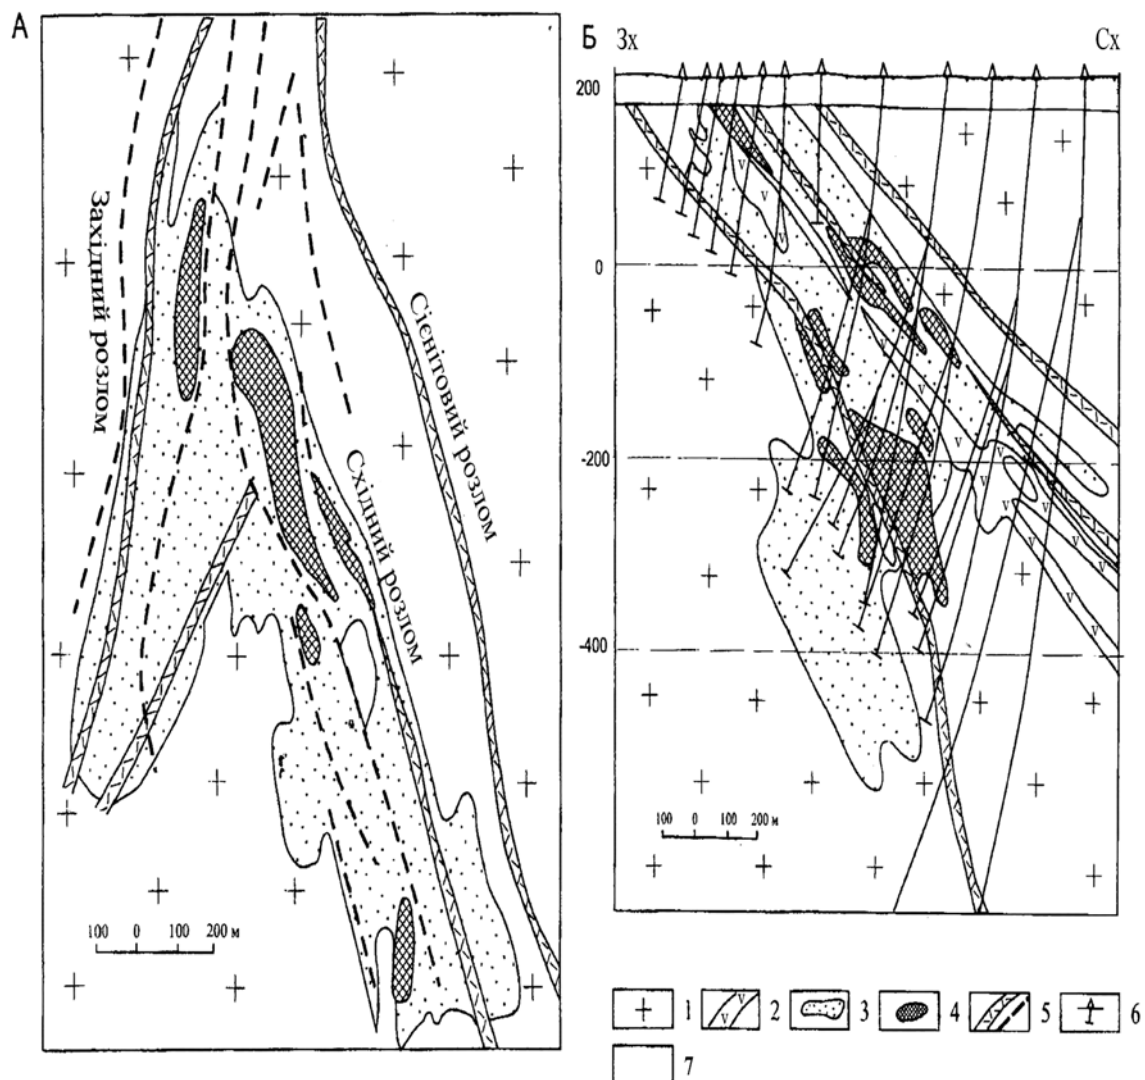 А
Західний розлом
Східний розлом
Сієнітовий розлом
100 0 100 200 м
Б Зх Сх
200
0
-200
-400
100 0 100 200 м
1 2 3 4 5 6
7